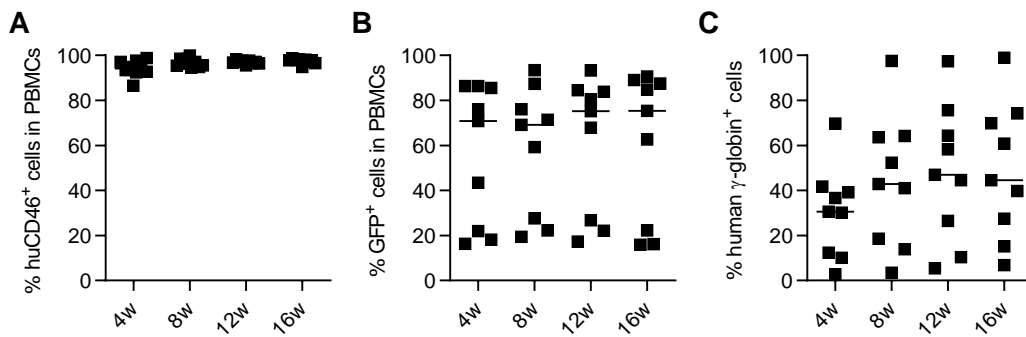 A
% huCD46⁺ cells in PBMCs
100
80
60
40
20
0
4w
8w
12w
16w
B
% GFP⁺ cells in PBMCs
100
80
60
40
20
0
4w
8w
12w
16w
C
% human γ-globin⁺ cells
100
80
60
40
20
0
4w
8w
12w
16w